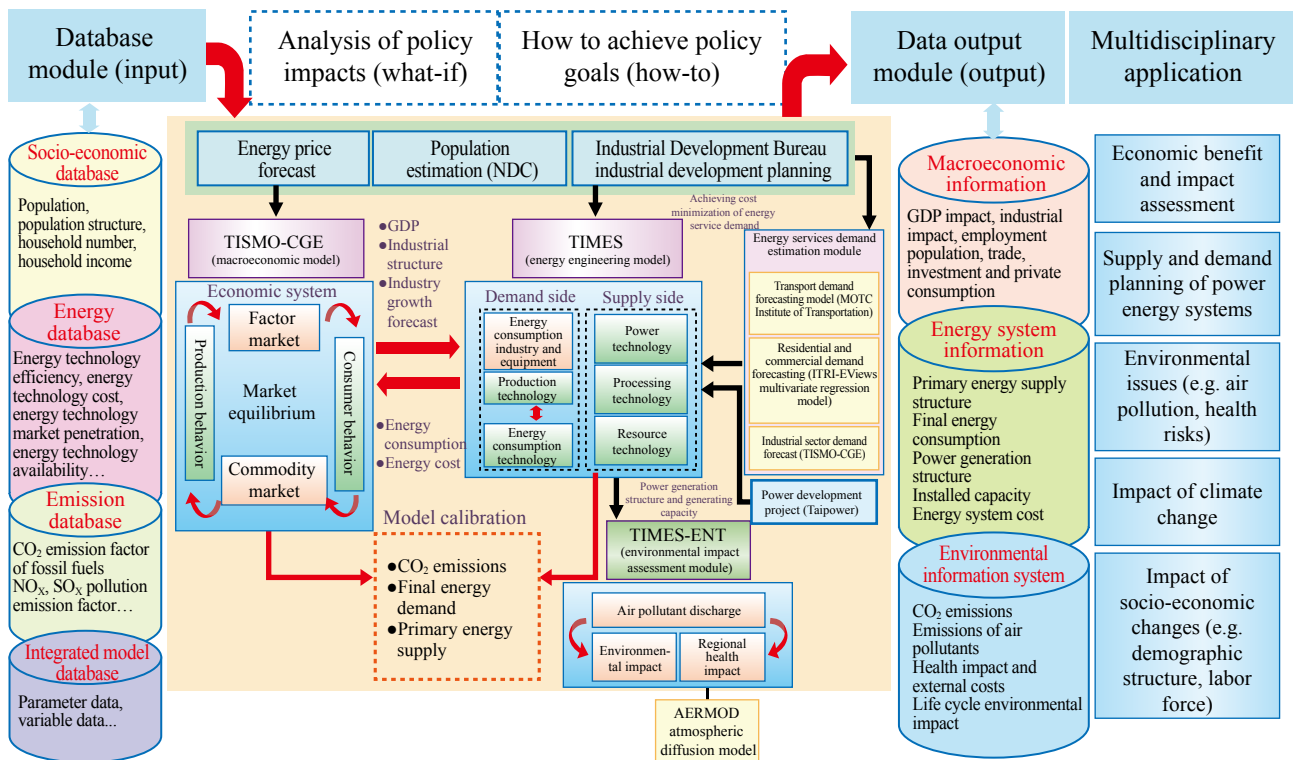 Database
module (input)
Analysis of policy
impacts (what-if)
How to achieve policy
goals (how-to)
Data output
module (output)
Multidisciplinary
application
Socio-economic
database
Population,
population structure,
household number,
household income
Energy database
Energy technology
efficiency, energy
technology cost,
energy technology
market penetration,
energy technology
availability…
Emission
database
CO₂ emission factor
of fossil fuels
NOₓ, SOₓ pollution
emission factor…
Integrated model
database
Parameter data,
variable data...
Energy price
forecast
Population
estimation (NDC)
Industrial Development Bureau
industrial development planning
TISMO-CGE
(macroeconomic model)
●GDP
●Industrial
structure
●Industry
growth
forecast
TIMES
(energy engineering model)
Achieving cost
minimization of energy
service demand
Economic system
Factor
market
Production behavior
Market
equilibrium
Consumer behavior
Commodity
market
●Energy
consumption
●Energy cost
Demand side
Energy
consumption
industry and
equipment
Production
technology
Energy
consumption
technology
Supply side
Power
technology
Processing
technology
Resource
technology
Energy services demand
estimation module
Transport demand
forecasting model (MOTC
Institute of Transportation)
Residential and
commercial demand
forecasting (ITRI-EViews
multivariate regression
model)
Industrial sector demand
forecast (TISMO-CGE)
Power development
project (Taipower)
Power generation
structure and generating
capacity
Model calibration
●CO₂ emissions
●Final energy
demand
●Primary energy
supply
TIMES-ENT
(environmental impact
assessment module)
Air pollutant discharge
Environmen-
tal impact
Regional
health
impact
AERMOD
atmospheric
diffusion model
Macroeconomic
information
GDP impact, industrial
impact, employment
population, trade,
investment and private
consumption
Energy system
information
Primary energy supply
structure
Final energy
consumption
Power generation
structure
Installed capacity
Energy system cost
Environmental
information system
CO₂ emissions
Emissions of air
pollutants
Health impact and
external costs
Life cycle environmental
impact
Economic benefit
and impact
assessment
Supply and demand
planning of power
energy systems
Environmental
issues (e.g. air
pollution, health
risks)
Impact of climate
change
Impact of
socio-economic
changes (e.g.
demographic
structure, labor
force)